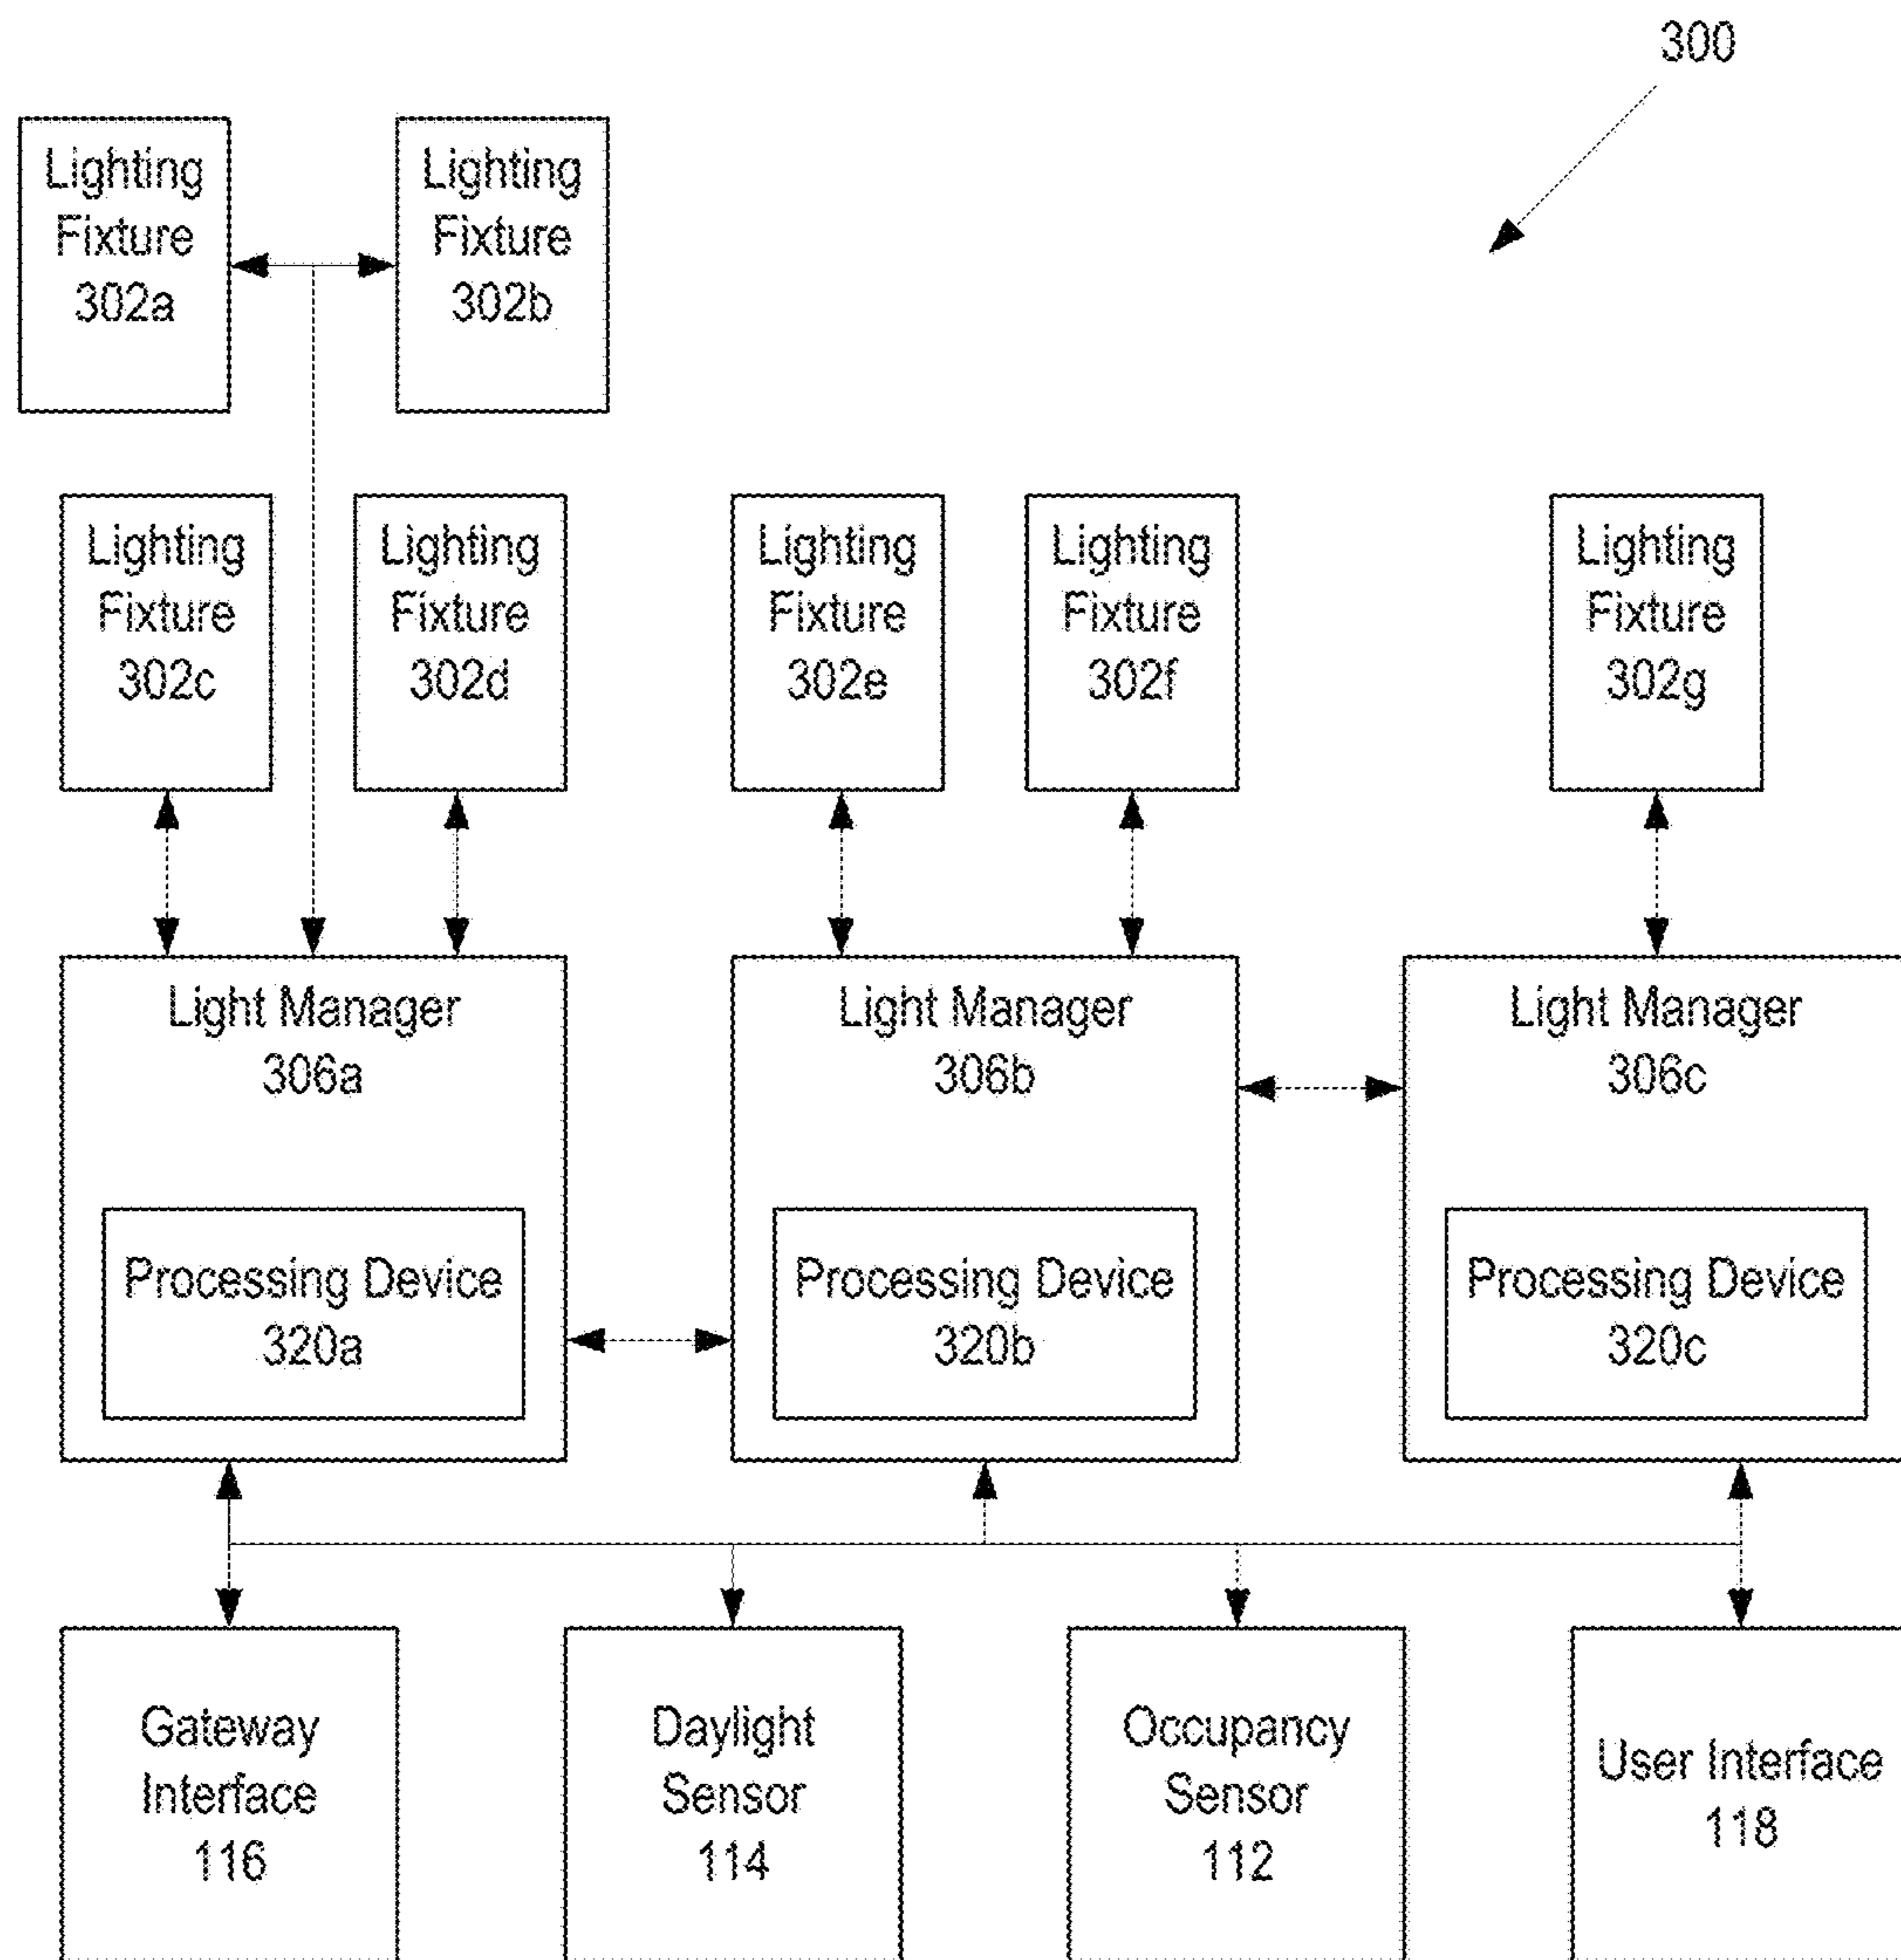 300
Lighting
Fixture
302a
Lighting
Fixture
302b
Lighting
Fixture
302c
Lighting
Fixture
302d
Lighting
Fixture
302e
Lighting
Fixture
302f
Lighting
Fixture
302g
Light Manager
306a
Processing Device
320a
Light Manager
306b
Processing Device
320b
Light Manager
306c
Processing Device
320c
Gateway
Interface
116
Daylight
Sensor
114
Occupancy
Sensor
112
User Interface
118